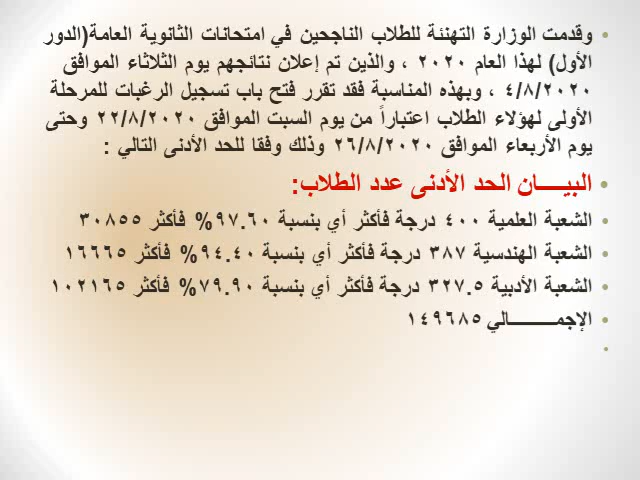 وقدمت الوزارة التهنئة للطلاب الناجحين في امتحانات الثانوية العامة(الدور
الأول) لهذا العام ٢٠٢٠ ، والذين تم إعلان نتائجهم يوم الثلاثاء الموافق
٤/٨/٢٠٢٠ ، وبهذه المناسبة فقد تقرر فتح باب تسجيل الرغبات للمرحلة
الأولى لهؤلاء الطلاب اعتباراً من يوم السبت الموافق ٢٢/٨/٢٠٢٠ وحتى
يوم الأربعاء الموافق ٢٦/٨/٢٠٢٠ وذلك وفقا للحد الأدنى التالي :
البيـــــان الحد الأدنى عدد الطلاب:
الشعبة العلمية ٤٠٠ درجة فأكثر أي بنسبة ٩٧.٦٠% فأكثر ٣٠٨٥٥
الشعبة الهندسية ٣٨٧ درجة فأكثر أي بنسبة ٩٤.٤٠% فأكثر ١٦٦٦٥
الشعبة الأدبية ٣٢٧.٥ درجة فأكثر أي بنسبة ٧٩.٩٠% فأكثر ١٠٢١٦٥
الإجمــــــــــالي ١٤٩٦٨٥